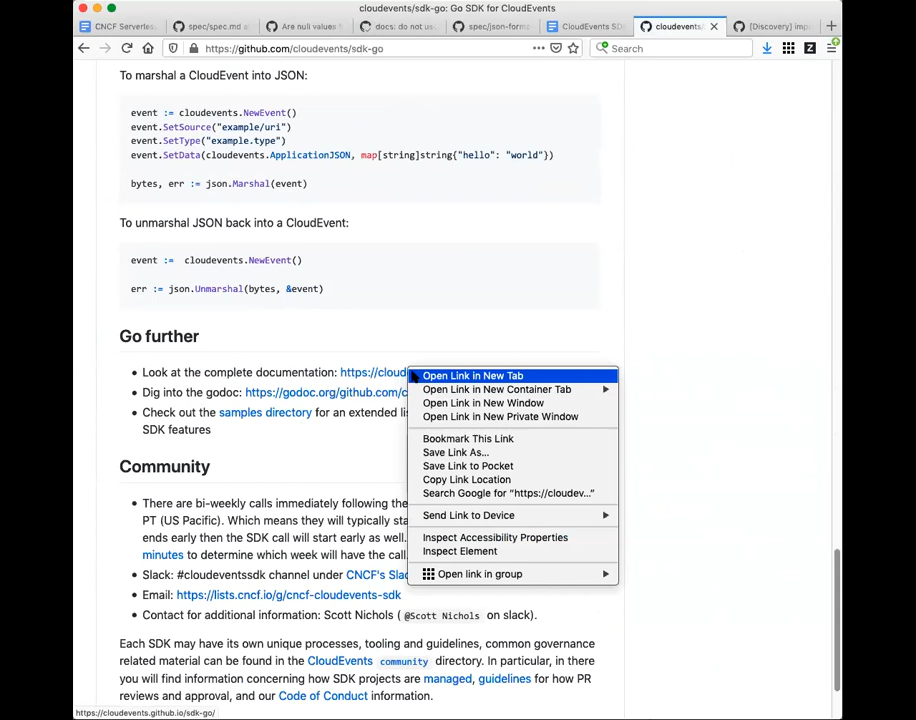 cloudevents/sdk-go: Go SDK for CloudEvents
CNCF Serverless
spec/spec.md a
Are null values f
docs: do not us
spec/json-forma
CloudEvents SD
cloudevents/
[Discovery] imp
https://github.com/cloudevents/sdk-go
Search
To marshal a CloudEvent into JSON:
event := cloudevents.NewEvent()
event.SetSource("example/uri")
event.SetType("example.type")
event.SetData(cloudevents.ApplicationJSON, map[string]string{"hello": "world"})
bytes, err := json.Marshal(event)
To unmarshal JSON back into a CloudEvent:
event := cloudevents.NewEvent()
err := json.Unmarshal(bytes, &event)
Go further
Look at the complete documentation: https://cloud
Dig into the godoc: https://godoc.org/github.com/c
Check out the samples directory for an extended lis
SDK features
Community
There are bi-weekly calls immediately following the
PT (US Pacific). Which means they will typically sta
ends early then the SDK call will start early as well.
minutes to determine which week will have the call.
Slack: #cloudeventssdk channel under CNCF's Slac
Email: https://lists.cncf.io/g/cncf-cloudevents-sdk
Contact for additional information: Scott Nichols ( @Scott Nichols on slack).
Each SDK may have its own unique processes, tooling and guidelines, common governance
related material can be found in the CloudEvents community directory. In particular, in there
you will find information concerning how SDK projects are managed, guidelines for how PR
reviews and approval, and our Code of Conduct information.
Open Link in New Tab
Open Link in New Container Tab
Open Link in New Window
Open Link in New Private Window
Bookmark This Link
Save Link As...
Save Link to Pocket
Copy Link Location
Search Google for "https://cloudev..."
Send Link to Device
Inspect Accessibility Properties
Inspect Element
Open link in group
https://cloudevents.github.io/sdk-go/